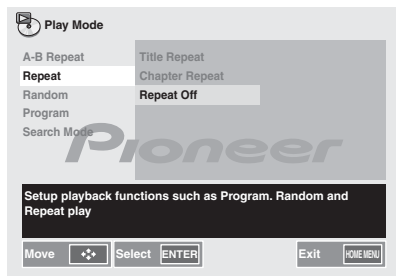 Play Mode
A-B Repeat
Title Repeat
Repeat
Chapter Repeat
Random
Repeat Off
Program
Search Mode
Pioneer
Setup playback functions such as Program. Random and
Repeat play
Move Select ENTER Exit HOME MENU